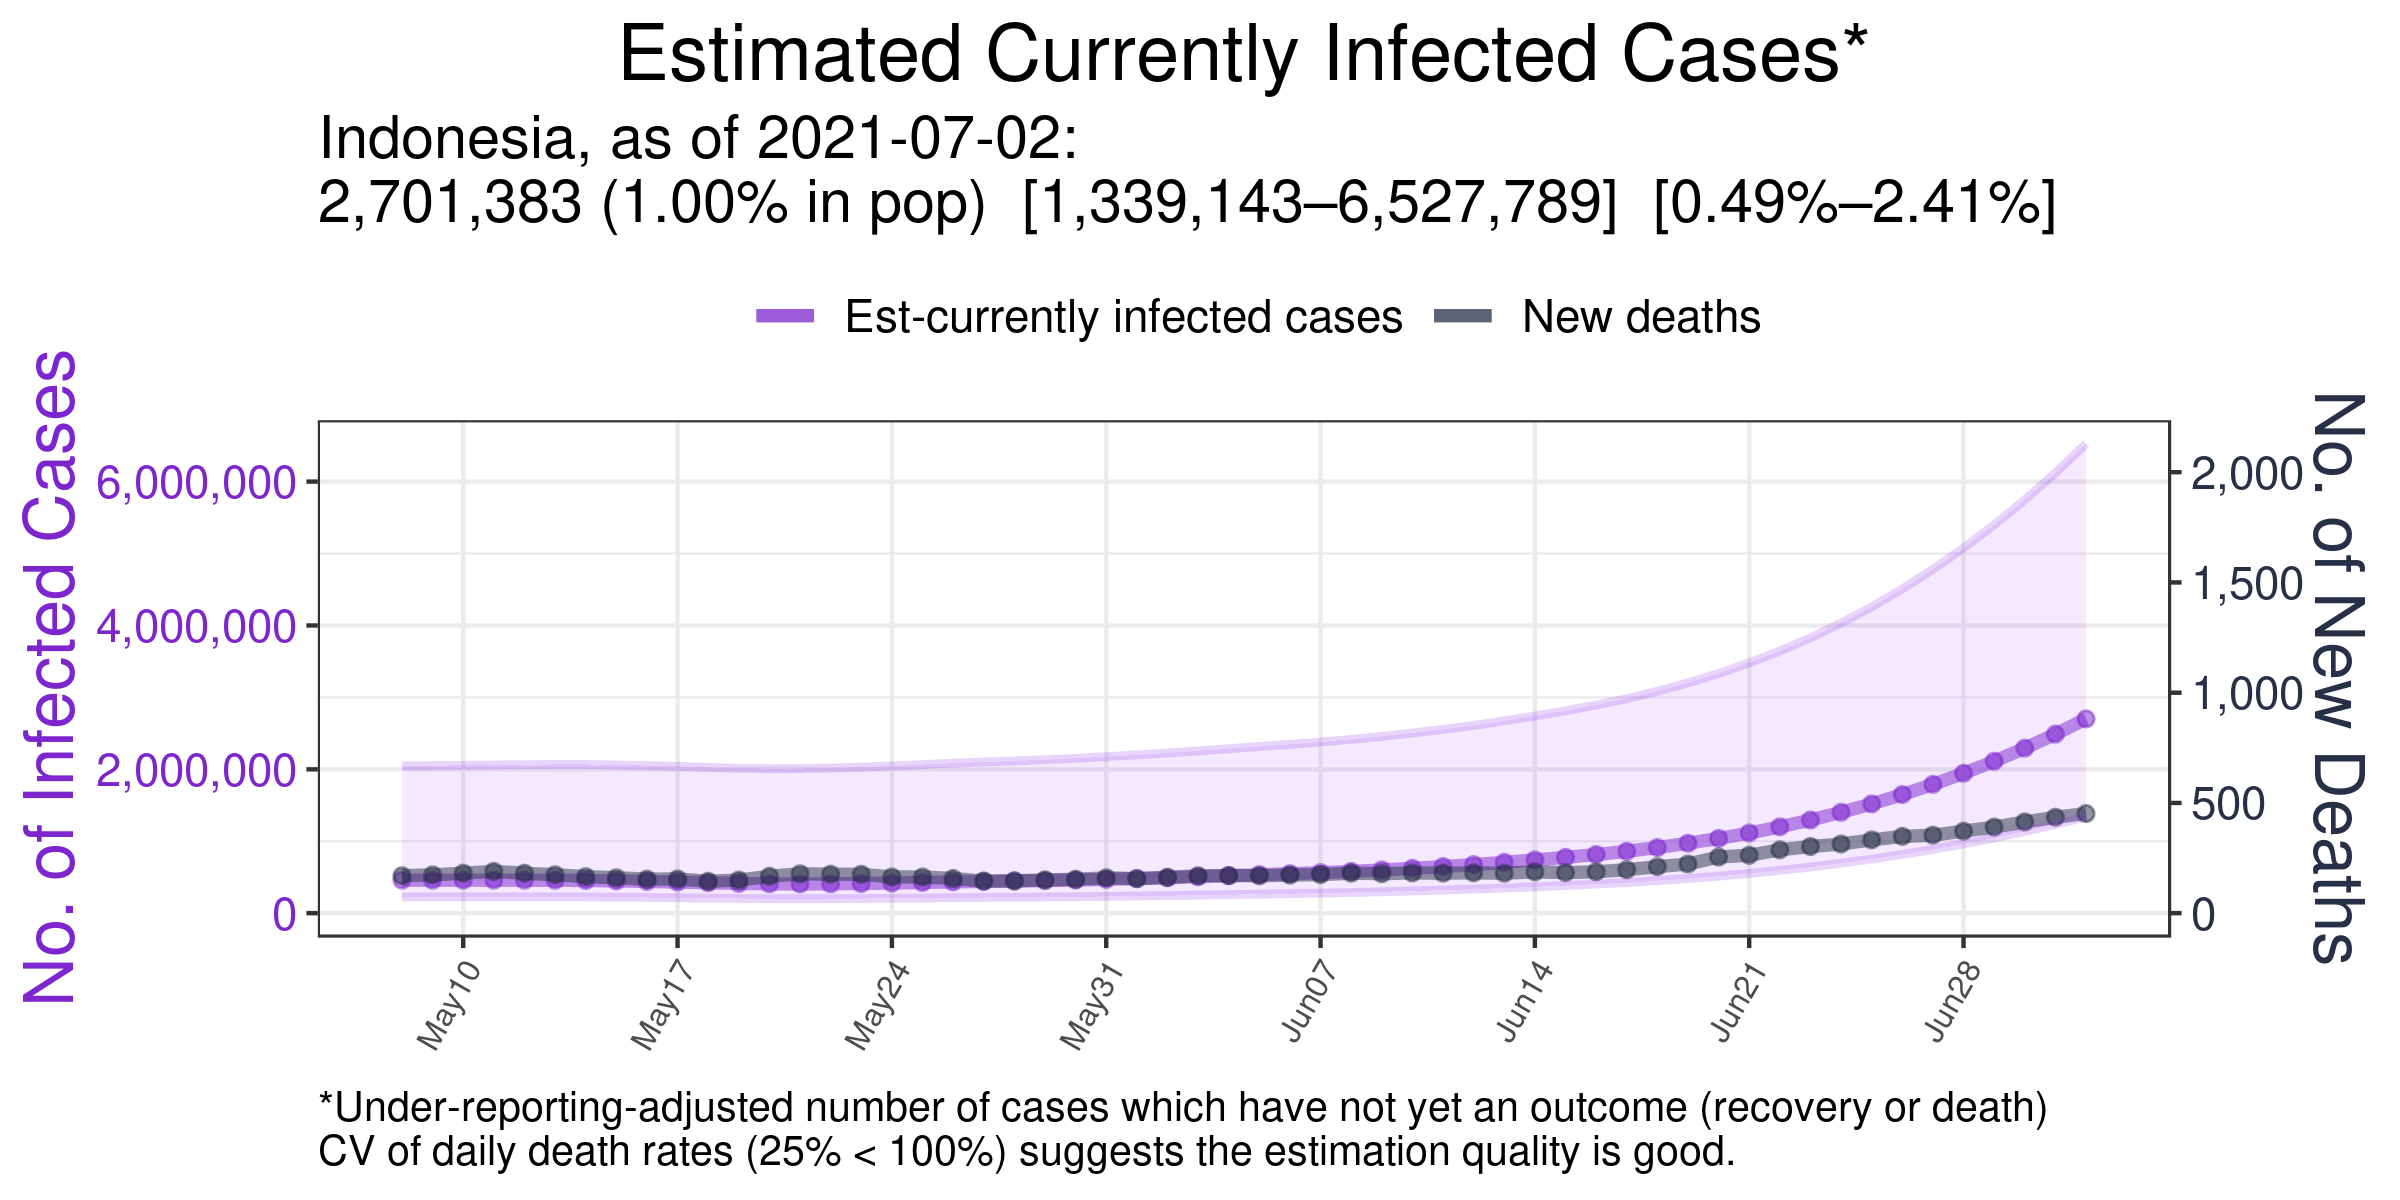 Estimated Currently Infected Cases*
Indonesia, as of 2021-07-02:
2,701,383 (1.00% in pop)  [1,339,143–6,527,789]  [0.49%–2.41%]
Est-currently infected cases
New deaths
No. of Infected Cases
6,000,000
4,000,000
2,000,000
0
2,000
1,500
1,000
500
0
No. of New Deaths
May10
May17
May24
May31
Jun07
Jun14
Jun21
Jun28
*Under-reporting-adjusted number of cases which have not yet an outcome (recovery or death)
CV of daily death rates (25% < 100%) suggests the estimation quality is good.